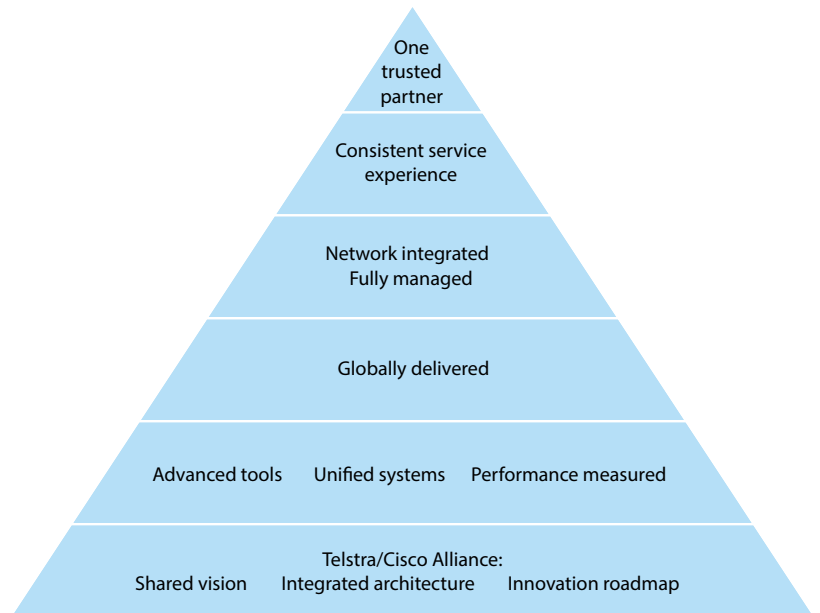 One
trusted
partner
Consistent service
experience
Network integrated
Fully managed
Globally delivered
Advanced tools Unified systems Performance measured
Telstra/Cisco Alliance:
Shared vision Integrated architecture Innovation roadmap